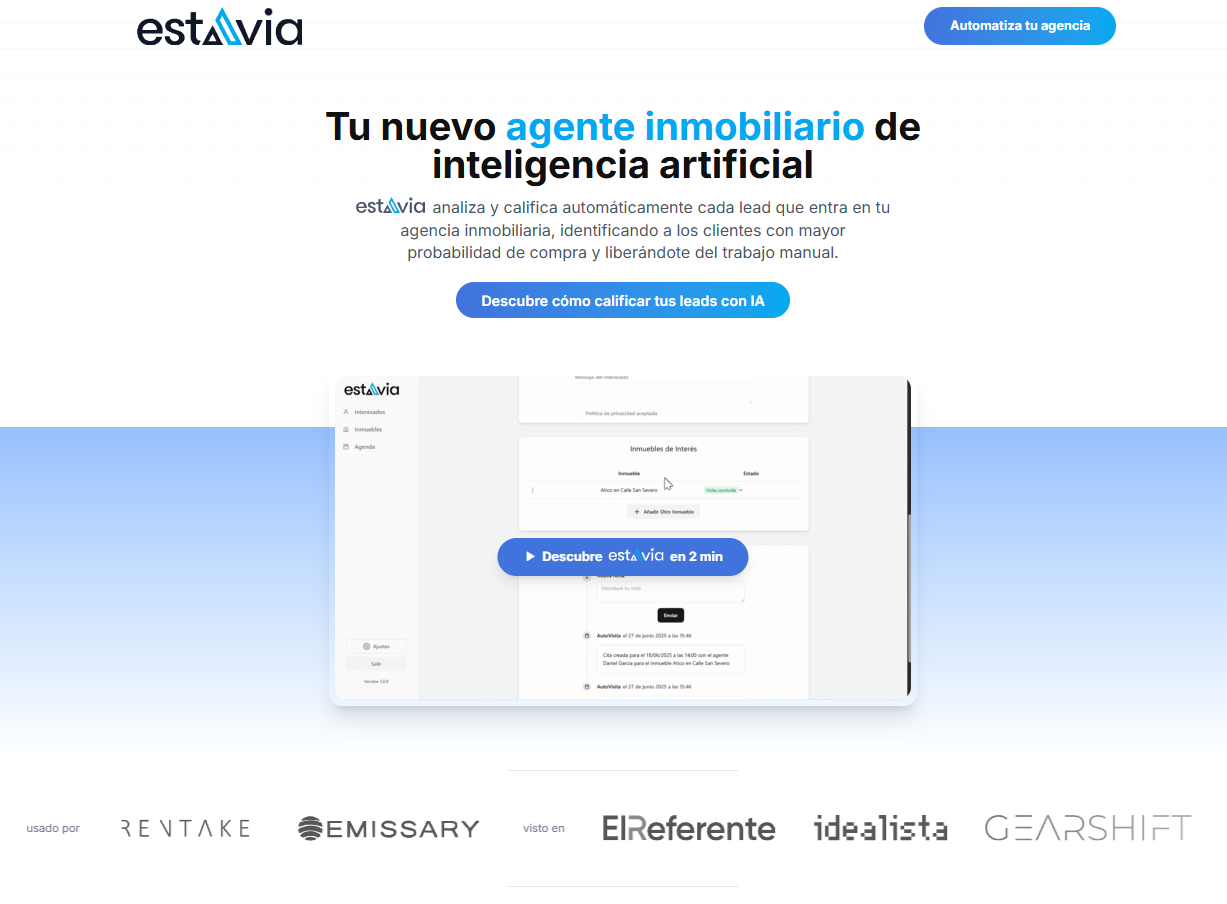 estavia
Automatiza tu agencia
Tu nuevo agente inmobiliario de
inteligencia artificial
estavia analiza y califica automáticamente cada lead que entra en tu
agencia inmobiliaria, identificando a los clientes con mayor
probabilidad de compra y liberándote del trabajo manual.
Descubre cómo calificar tus leads con IA
estavia
Interesados
Inmuebles
Agenda
Mensaje del interesado
Política de privacidad aceptada
Inmuebles de Interés
Inmueble Estado
Atico en Calle San Severo Visita concluida
+ Añadir Otro Inmueble
Descubre estavia en 2 min
Introduce tu nota
Enviar
AutoVisita el 27 de junio 2025 a las 15:46
Cita creada para el 18/06/2025 a las 14:00 con el agente
Daniel Garcia para el inmueble Atico en Calle San Severo
AutoVisita el 27 de junio 2025 a las 15:46
Ajustes
Salir
usado por RENTAKE EMISSARY visto en ElReferente idealista GEARSHIFT